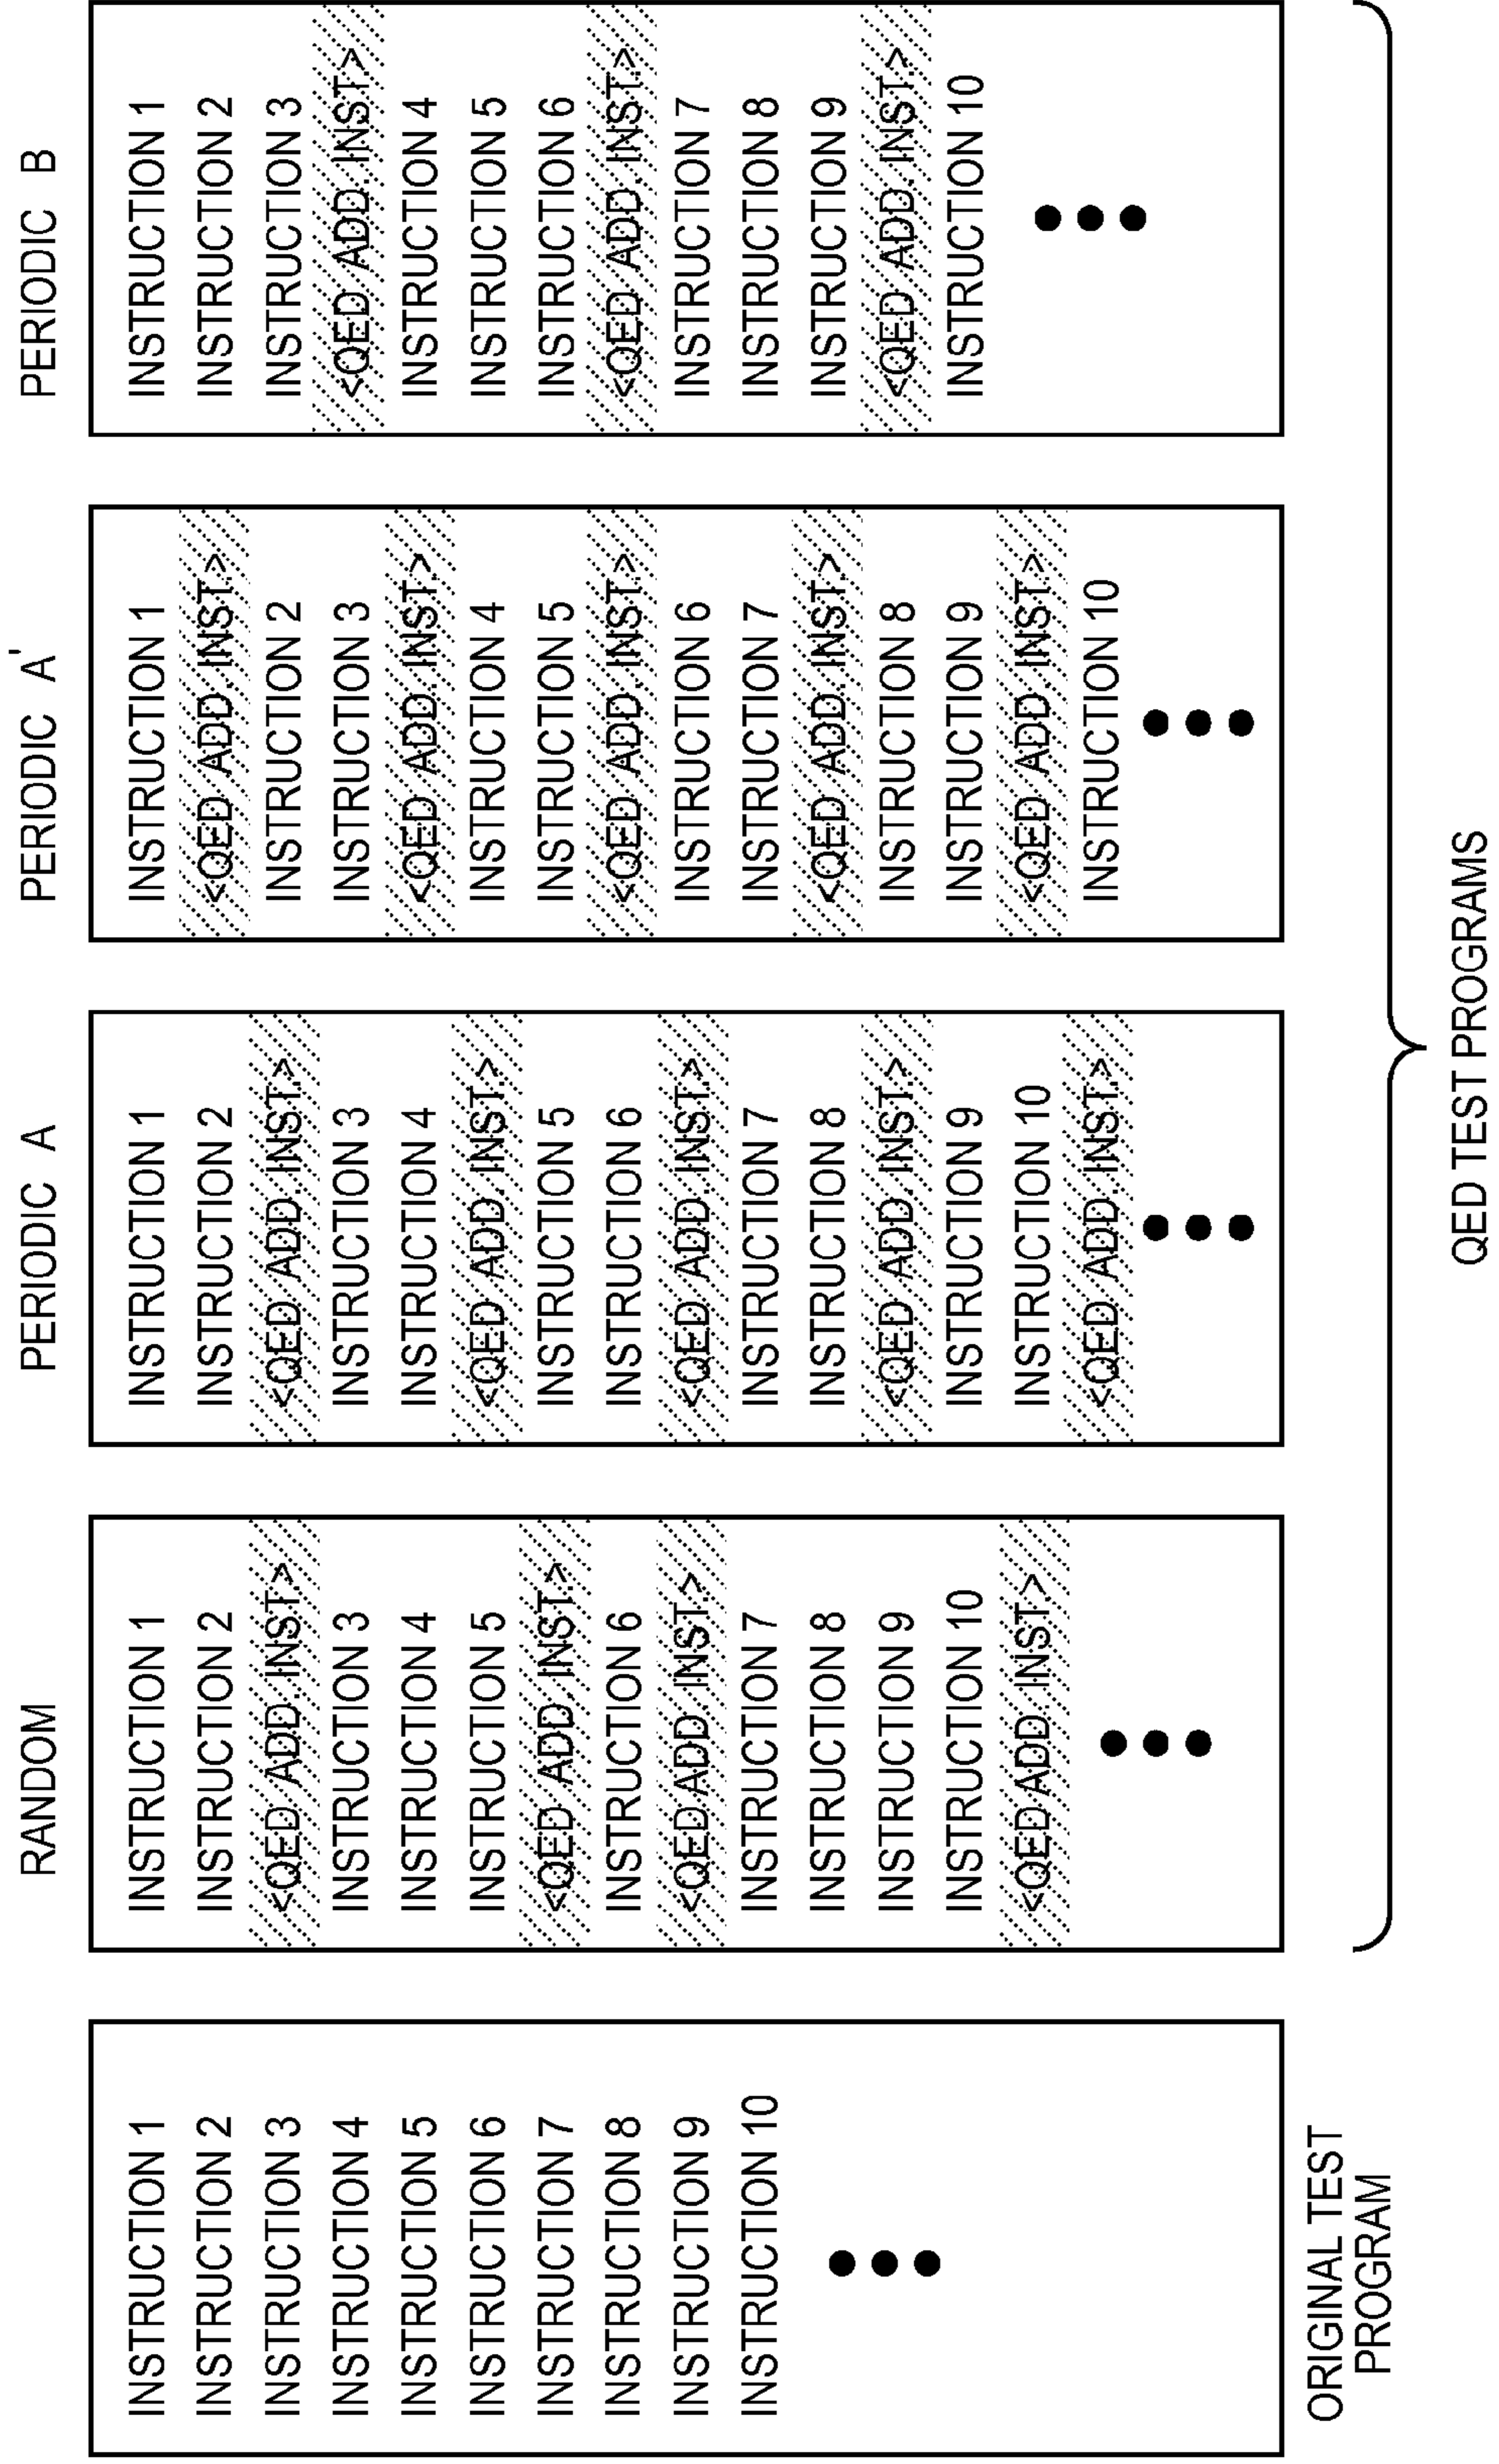 INSTRUCTION 1
INSTRUCTION 2
INSTRUCTION 3
INSTRUCTION 4
INSTRUCTION 5
INSTRUCTION 6
INSTRUCTION 7
INSTRUCTION 8
INSTRUCTION 9
INSTRUCTION 10
ORIGINAL TEST
PROGRAM
RANDOM
INSTRUCTION 1
INSTRUCTION 2
<QED ADD. INST.>
INSTRUCTION 3
INSTRUCTION 4
INSTRUCTION 5
<QED ADD. INST.>
INSTRUCTION 6
<QED ADD. INST.>
INSTRUCTION 7
INSTRUCTION 8
INSTRUCTION 9
INSTRUCTION 10
<QED ADD. INST.>
PERIODIC A
INSTRUCTION 1
INSTRUCTION 2
<QED ADD. INST.>
INSTRUCTION 3
INSTRUCTION 4
<QED ADD. INST.>
INSTRUCTION 5
INSTRUCTION 6
<QED ADD. INST.>
INSTRUCTION 7
INSTRUCTION 8
<QED ADD. INST.>
INSTRUCTION 9
INSTRUCTION 10
<QED ADD. INST.>
PERIODIC A'
INSTRUCTION 1
<QED ADD. INST.>
INSTRUCTION 2
INSTRUCTION 3
<QED ADD. INST.>
INSTRUCTION 4
INSTRUCTION 5
<QED ADD. INST.>
INSTRUCTION 6
INSTRUCTION 7
<QED ADD. INST.>
INSTRUCTION 8
INSTRUCTION 9
<QED ADD. INST.>
INSTRUCTION 10
PERIODIC B
INSTRUCTION 1
INSTRUCTION 2
INSTRUCTION 3
<QED ADD. INST.>
INSTRUCTION 4
INSTRUCTION 5
INSTRUCTION 6
<QED ADD. INST.>
INSTRUCTION 7
INSTRUCTION 8
INSTRUCTION 9
<QED ADD. INST.>
INSTRUCTION 10
QED TEST PROGRAMS